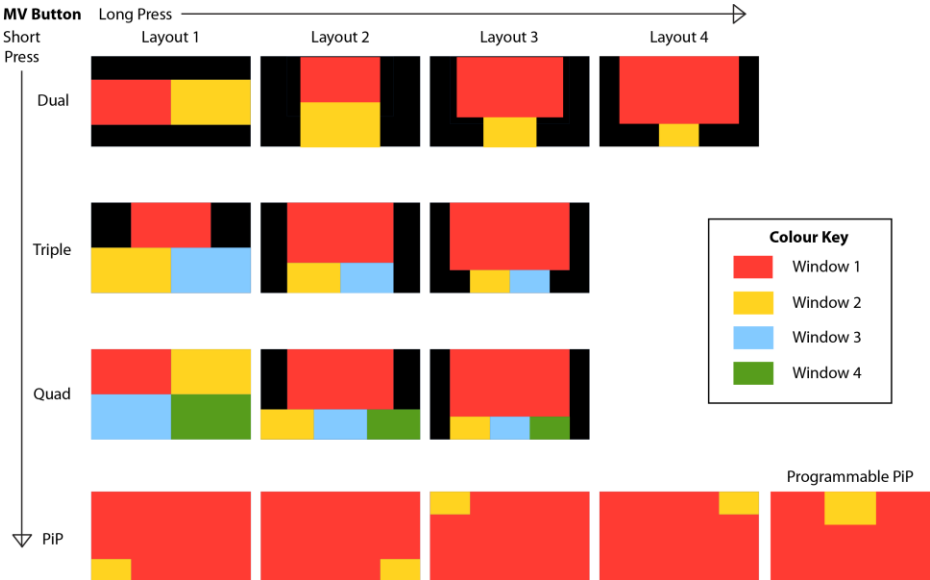 MV Button Long Press
Short
Press
Layout 1 Layout 2 Layout 3 Layout 4
Dual
Triple
Colour Key
Window 1
Window 2
Window 3
Window 4
Quad
Programmable PiP
PiP